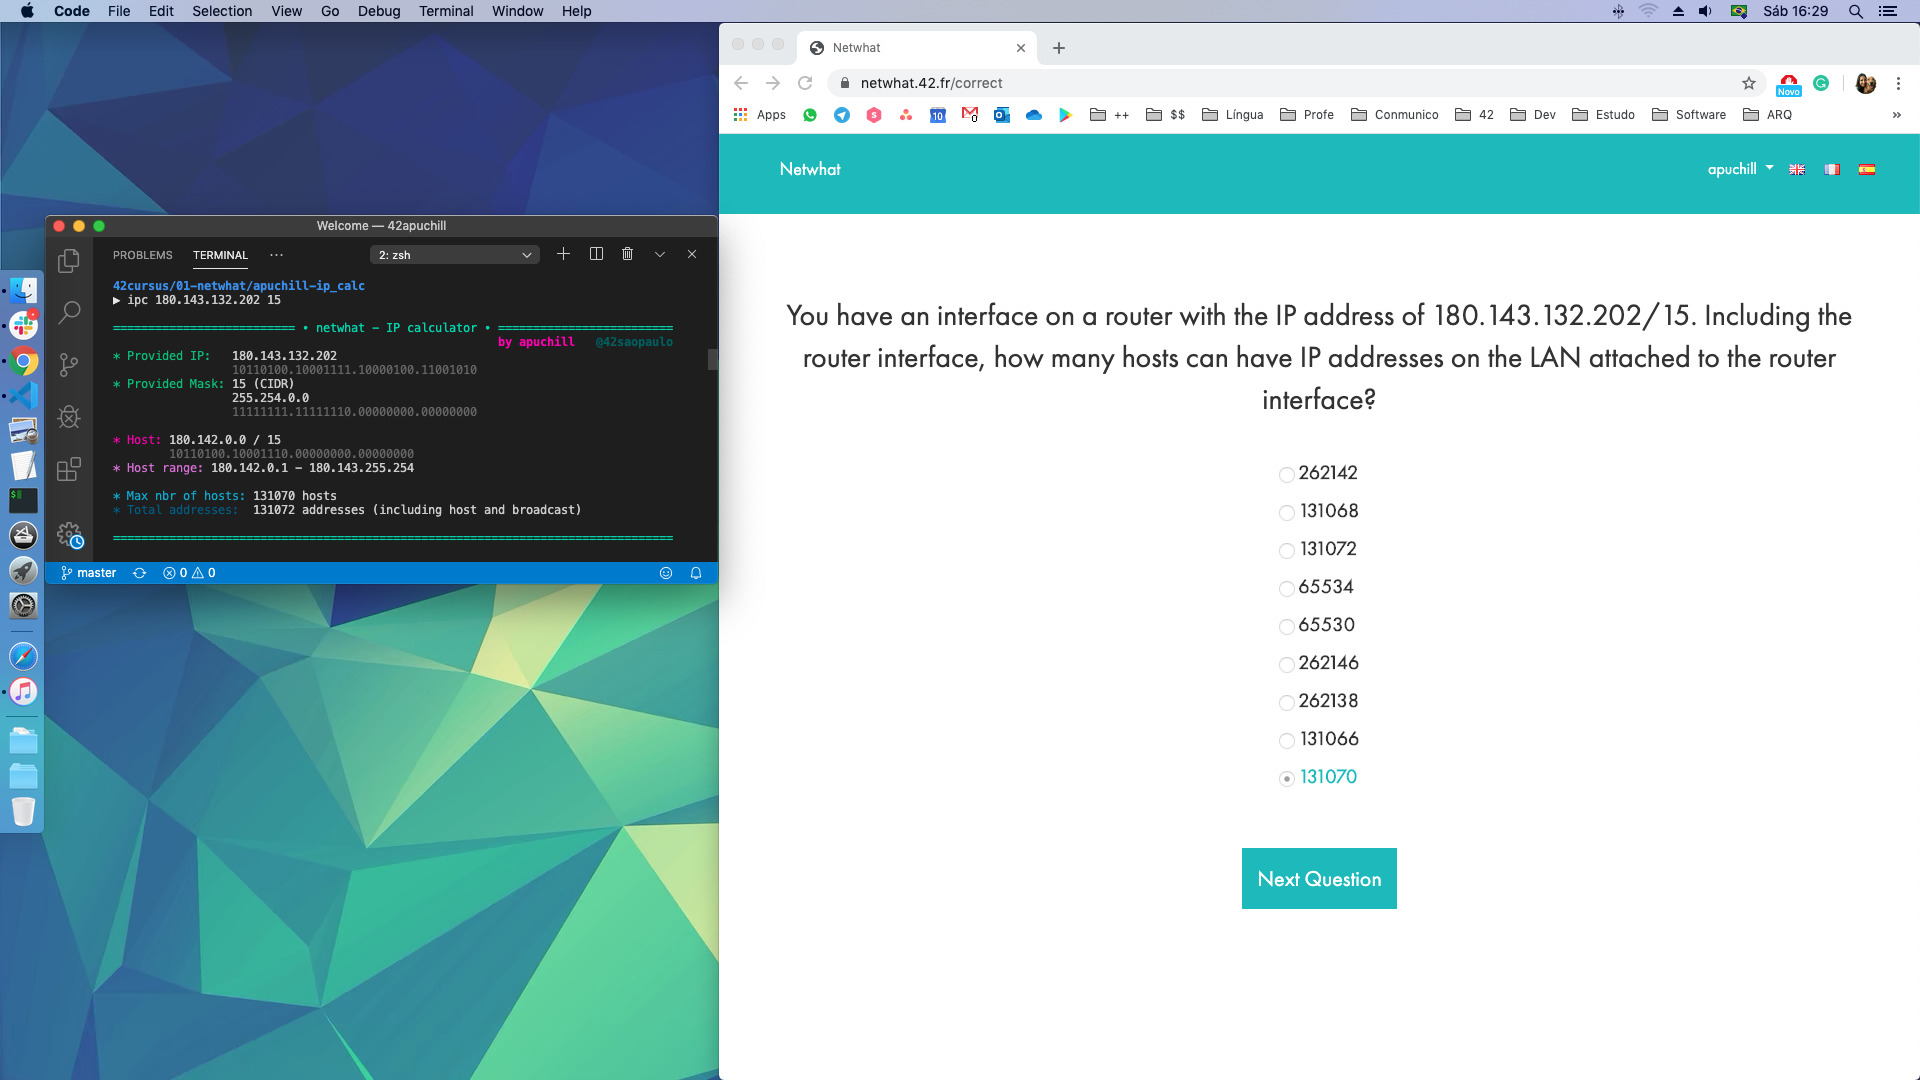 Code File Edit Selection View Go Debug Terminal Window Help
Sáb 16:29
Netwhat
netwhat.42.fr/correct
Novo
Apps
10
++
$$
Língua
Profe
Conmunico
42
Dev
Estudo
Software
ARQ
»
Netwhat
apuchill
Welcome — 42apuchill
PROBLEMS TERMINAL ···
2: zsh
42cursus/01-netwhat/apuchill-ip_calc
▶ ipc 180.143.132.202 15
========================== • netwhat - IP calculator • =========================
by apuchill @42saopaulo
* Provided IP: 180.143.132.202
10110100.10001111.10000100.11001010
* Provided Mask: 15 (CIDR)
255.254.0.0
11111111.11111110.00000000.00000000
* Host: 180.142.0.0 / 15
10110100.10001110.00000000.00000000
* Host range: 180.142.0.1 - 180.143.255.254
* Max nbr of hosts: 131070 hosts
* Total addresses: 131072 addresses (including host and broadcast)
================================================================================
master
0 0
You have an interface on a router with the IP address of 180.143.132.202/15. Including the
router interface, how many hosts can have IP addresses on the LAN attached to the router
interface?
262142
131068
131072
65534
65530
262146
262138
131066
131070
Next Question